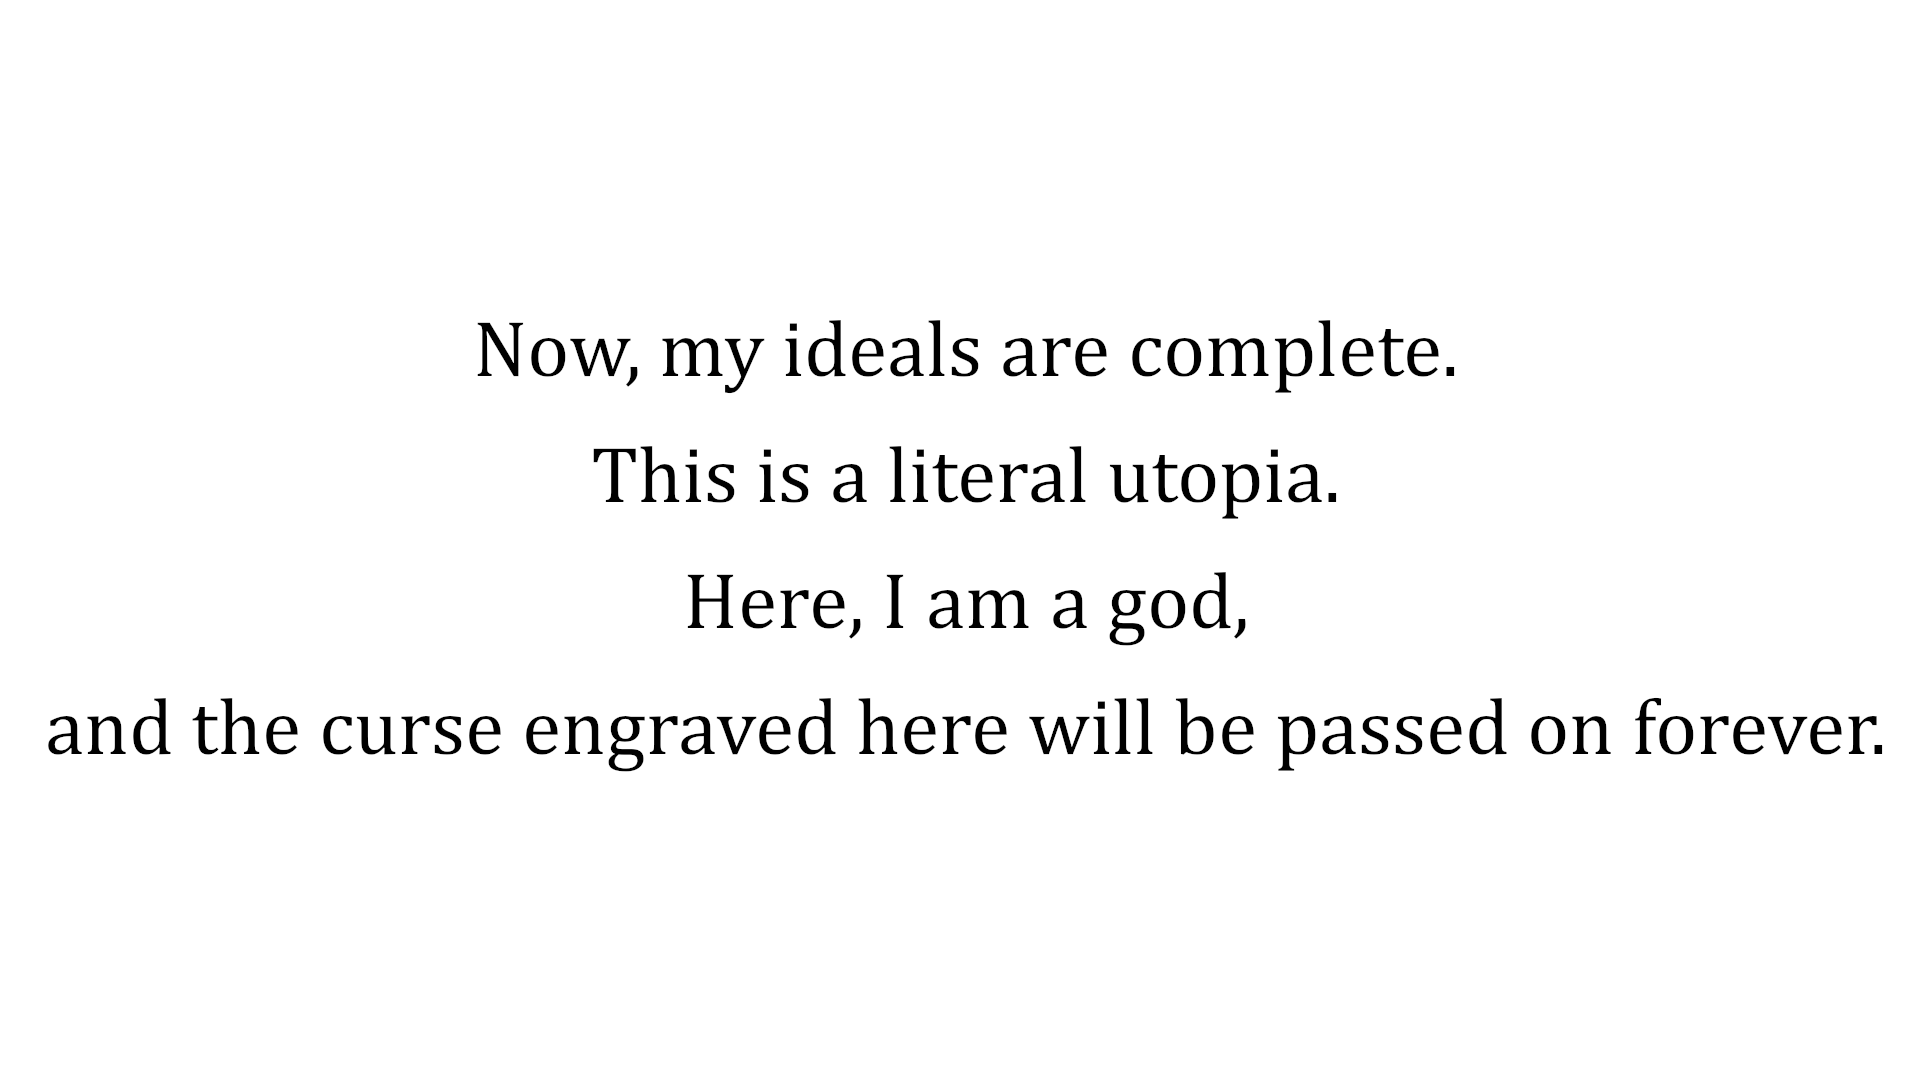 Now, my ideals are complete.
This is a literal utopia.
Here, I am a god,
and the curse engraved here will be passed on forever.